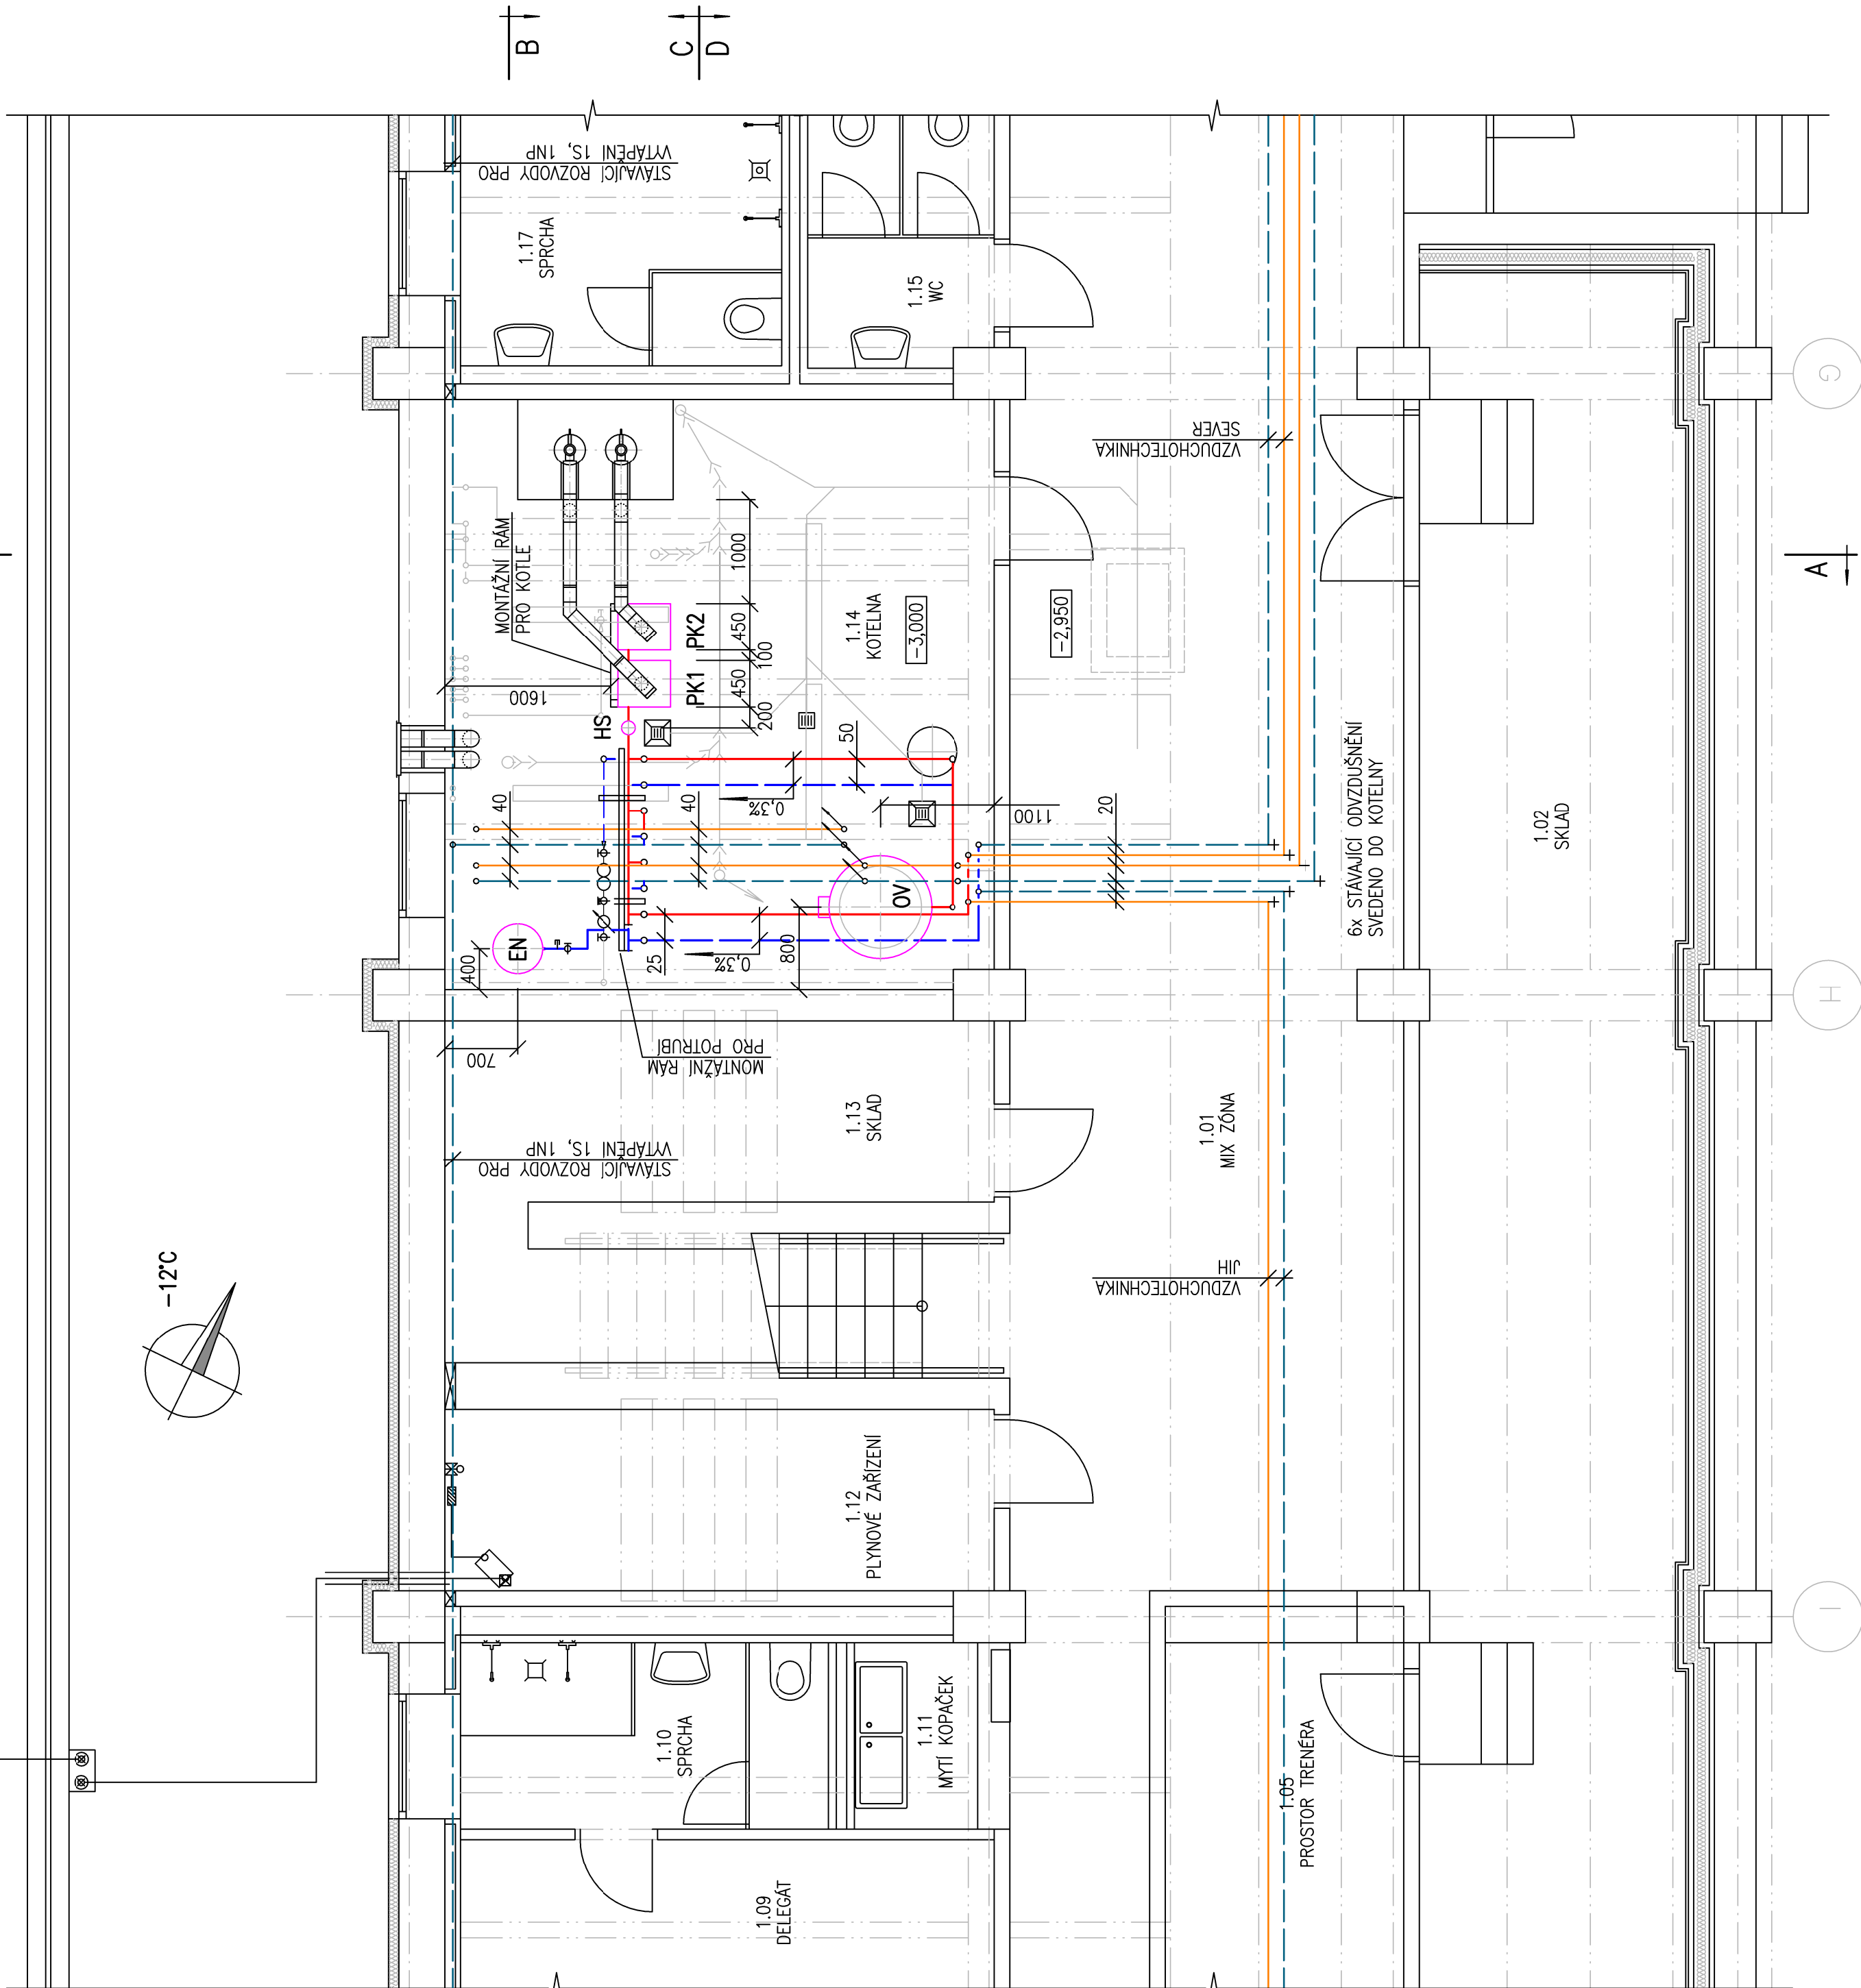 B
C
D
STÁVAJÍCÍ ROZVODY PRO
VYTÁPĚNÍ 1S, 1NP
1.17
SPRCHA
1.15
WC
G
VZDUCHOTECHNIKA
SEVER
MONTÁŽNÍ RÁM
PRO KOTLE
1000
450
100
450
200
PK2
PK1
HS
1600
1.14
KOTELNA
-3,000
-2,950
A
50
40
40
0,3%
1100
20
6x STÁVAJÍCÍ ODVZDUŠNĚNÍ
SVEDENO DO KOTELNY
1.02
SKLAD
OV
EN
400
25
0,3%
800
H
700
MONTÁŽNÍ RÁM
PRO POTRUBÍ
1.13
SKLAD
1.01
MIX ZÓNA
STÁVAJÍCÍ ROZVODY PRO
VYTÁPĚNÍ 1S, 1NP
-12°C
VZDUCHOTECHNIKA
JIH
1.12
PLYNOVÉ ZAŘÍZENÍ
I
1.10
SPRCHA
1.11
MYTÍ KOPAČEK
1.05
PROSTOR TRENÉRA
1.09
DELEGÁT